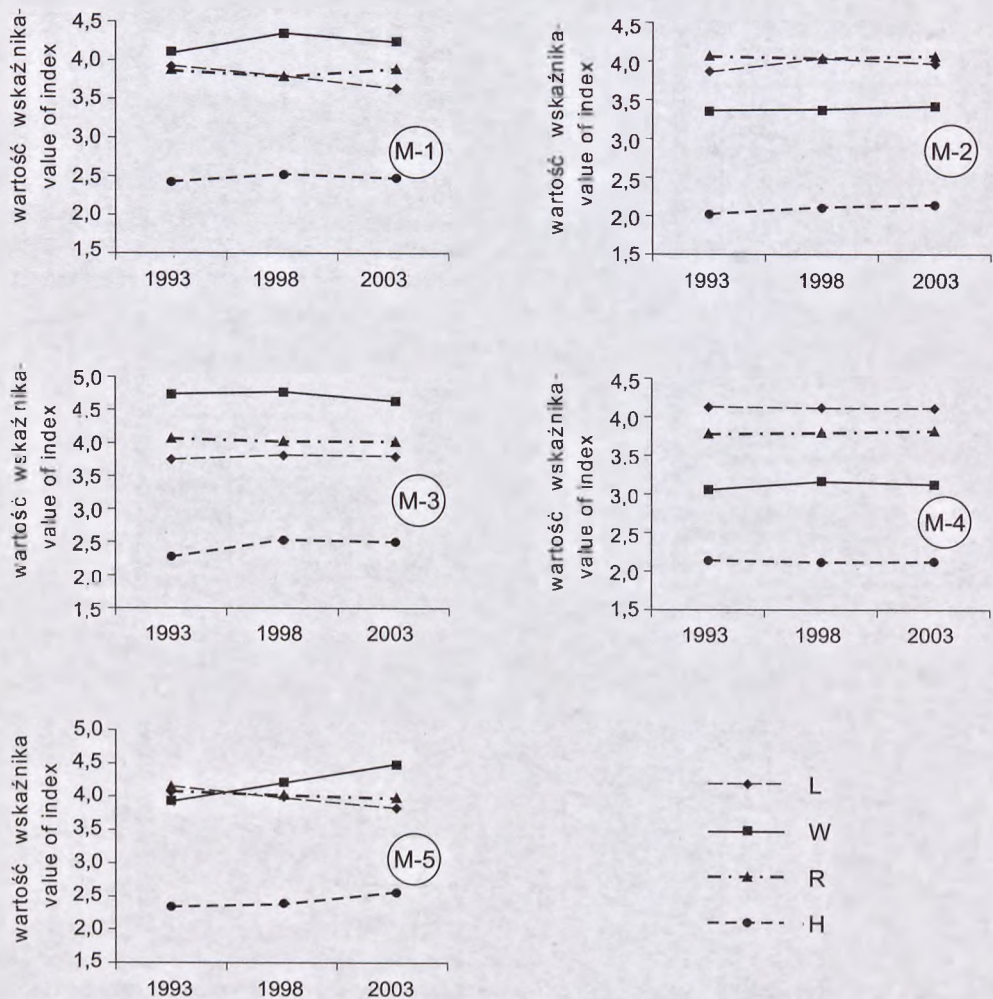 wartość wskaźnika-
value of index
4,5
4,0
3,5
3,0
2,5
2,0
1,5
1993 1998 2003
M-1
wartość wskaźnika-
value of index
4,5
4,0
3,5
3,0
2,5
2,0
1,5
1993 1998 2003
M-2
wartość wskaźnika-
value of index
5,0
4,5
4,0
3,5
3,0
2,5
2,0
1,5
1993 1998 2003
M-3
wartość wskaźnika-
value of index
4,5
4,0
3,5
3,0
2,5
2,0
1,5
1993 1998 2003
M-4
wartość wskaźnika
value of index
5,0
4,5
4,0
3,5
3,0
2,5
2,0
1,5
1993 1998 2003
M-5
L
W
R
H